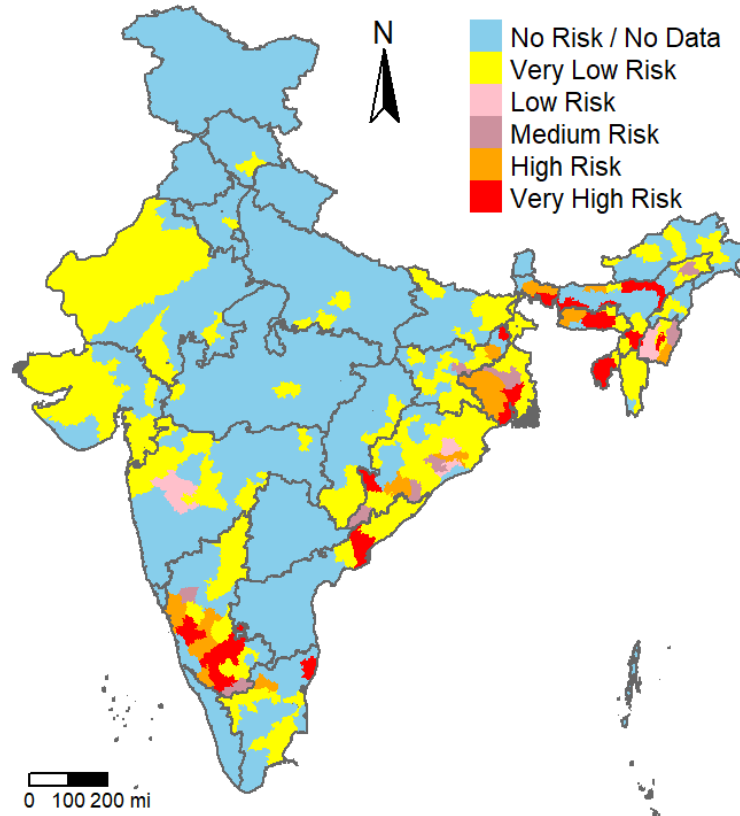 N
No Risk / No Data
Very Low Risk
Low Risk
Medium Risk
High Risk
Very High Risk
0 100 200 mi